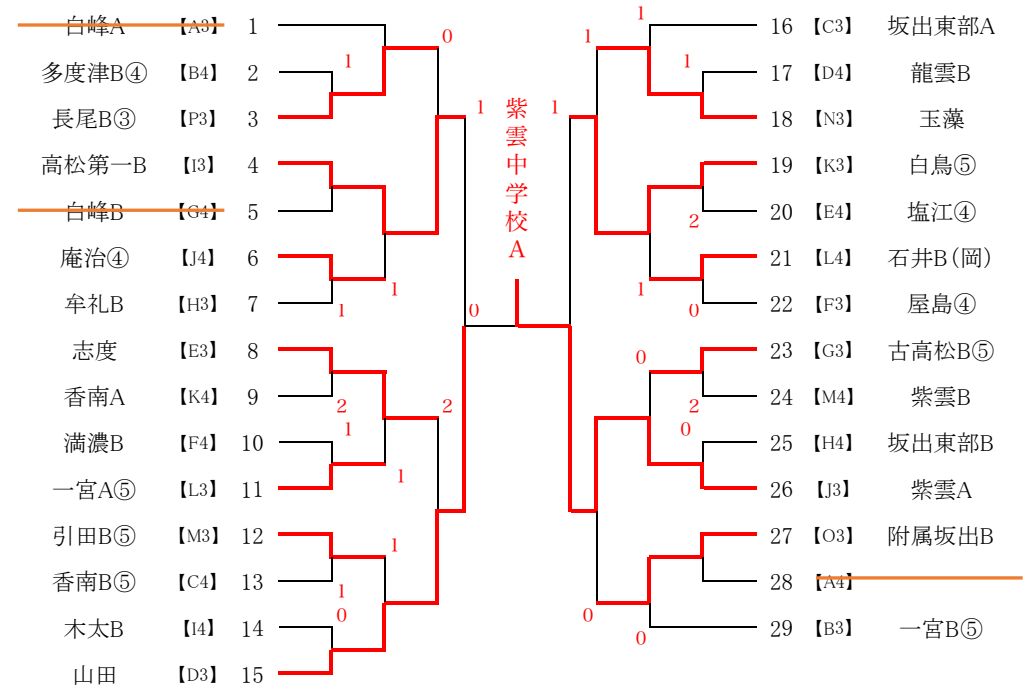 白峰A 【A3】 1
多度津B④ 【B4】 2
長尾B③ 【P3】 3
高松第一B 【I3】 4
白峰B 【G4】 5
庵治④ 【J4】 6
牟礼B 【H3】 7
志度 【E3】 8
香南A 【K4】 9
満濃B 【F4】 10
一宮A⑤ 【L3】 11
引田B⑤ 【M3】 12
香南B⑤ 【C4】 13
木太B 【I4】 14
山田 【D3】 15
1
0
1
1
1
0
2
1
2
1
1
1
0
紫雲中学校A
1
1
1
1
2
1
0
0
2
0
0
0
16 【C3】 坂出東部A
17 【D4】 龍雲B
18 【N3】 玉藻
19 【K3】 白鳥⑤
20 【E4】 塩江④
21 【L4】 石井B(岡)
22 【F3】 屋島④
23 【G3】 古高松B⑤
24 【M4】 紫雲B
25 【H4】 坂出東部B
26 【J3】 紫雲A
27 【O3】 附属坂出B
28 【A4】
29 【B3】 一宮B⑤